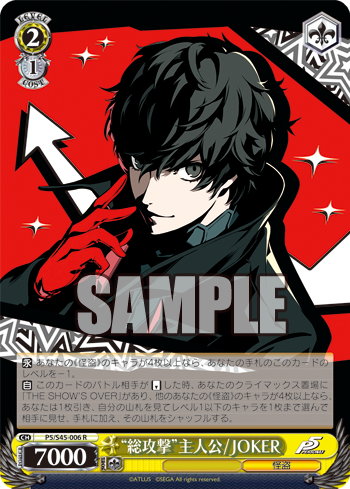 LEVEL
2
1
COST
SAMPLE
永 あなたの《怪盗》のキャラが4枚以上なら、あなたの手札のこのカードの
レベルを－1。
自 このカードのバトル相手が した時、あなたのクライマックス置場に
「THE SHOW'S OVER」があり、他のあなたの《怪盗》のキャラが4枚以上なら、
あなたは1枚引き、自分の山札を見てレベル1以下のキャラを1枚まで選んで相手
に見せ、手札に加え、その山札をシャッフルする。
CH PS/S45-006 R
7000
“総攻撃”主人公/JOKER
P5
怪盗
©ATLUS ©SEGA All rights reserved.